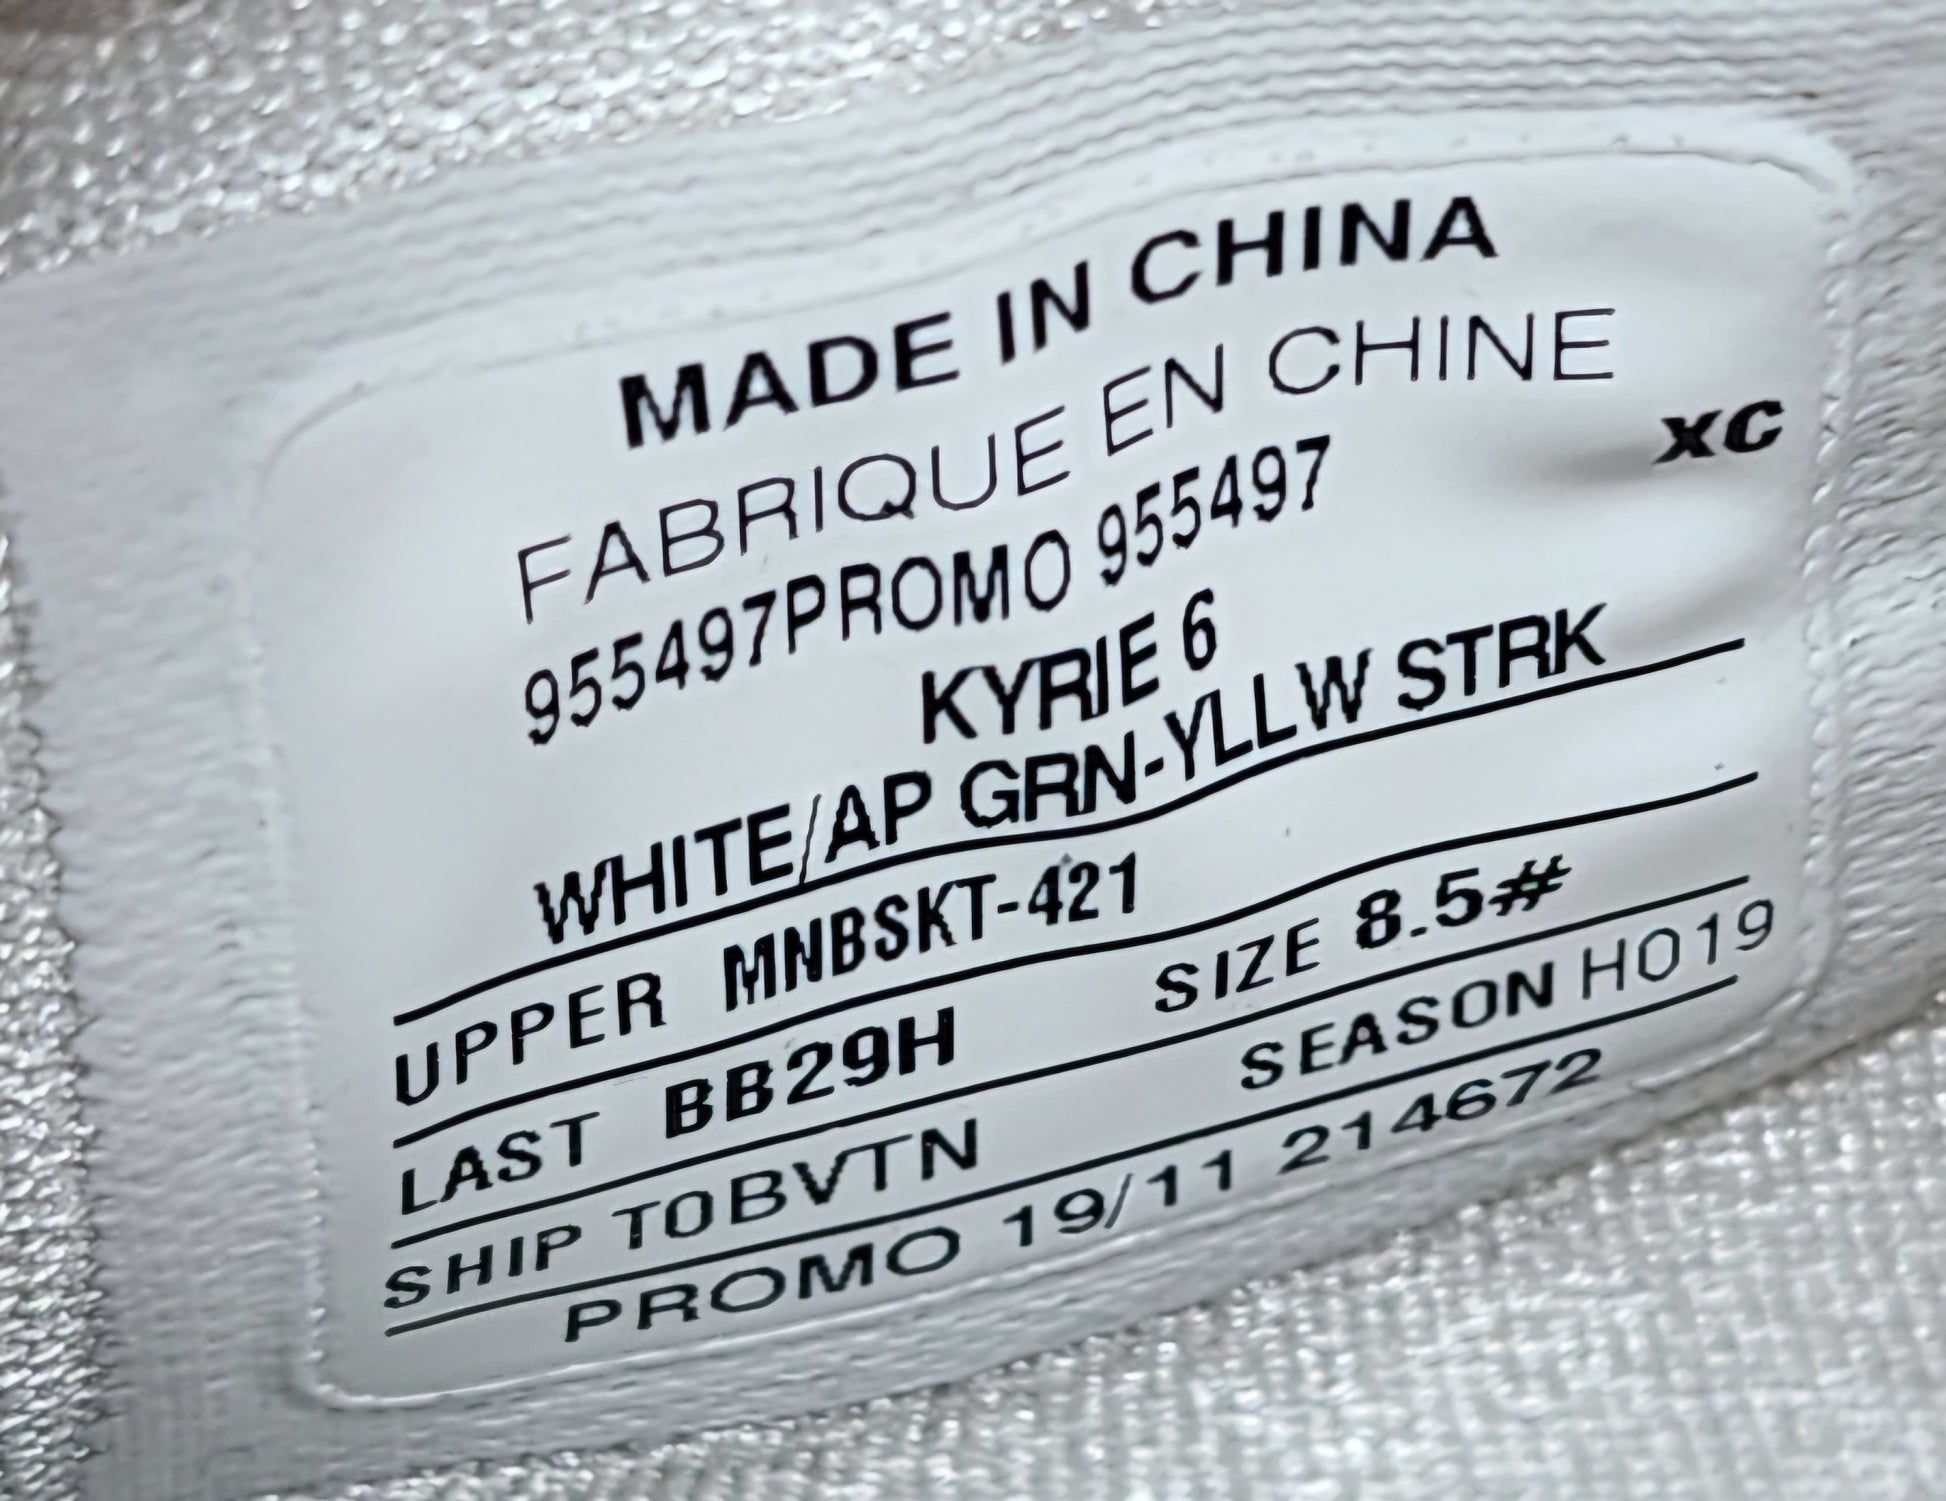 MADE IN CHINA
FABRIQUE EN CHINE
XC
955497PROMO 955497
KYRIE 6
WHITE/AP GRN-YLLW STRK
UPPER MNBSKT-421
LAST BB29H SIZE 8.5#
SHIP TOBVTN SEASON HO19
PROMO 19/11 214672